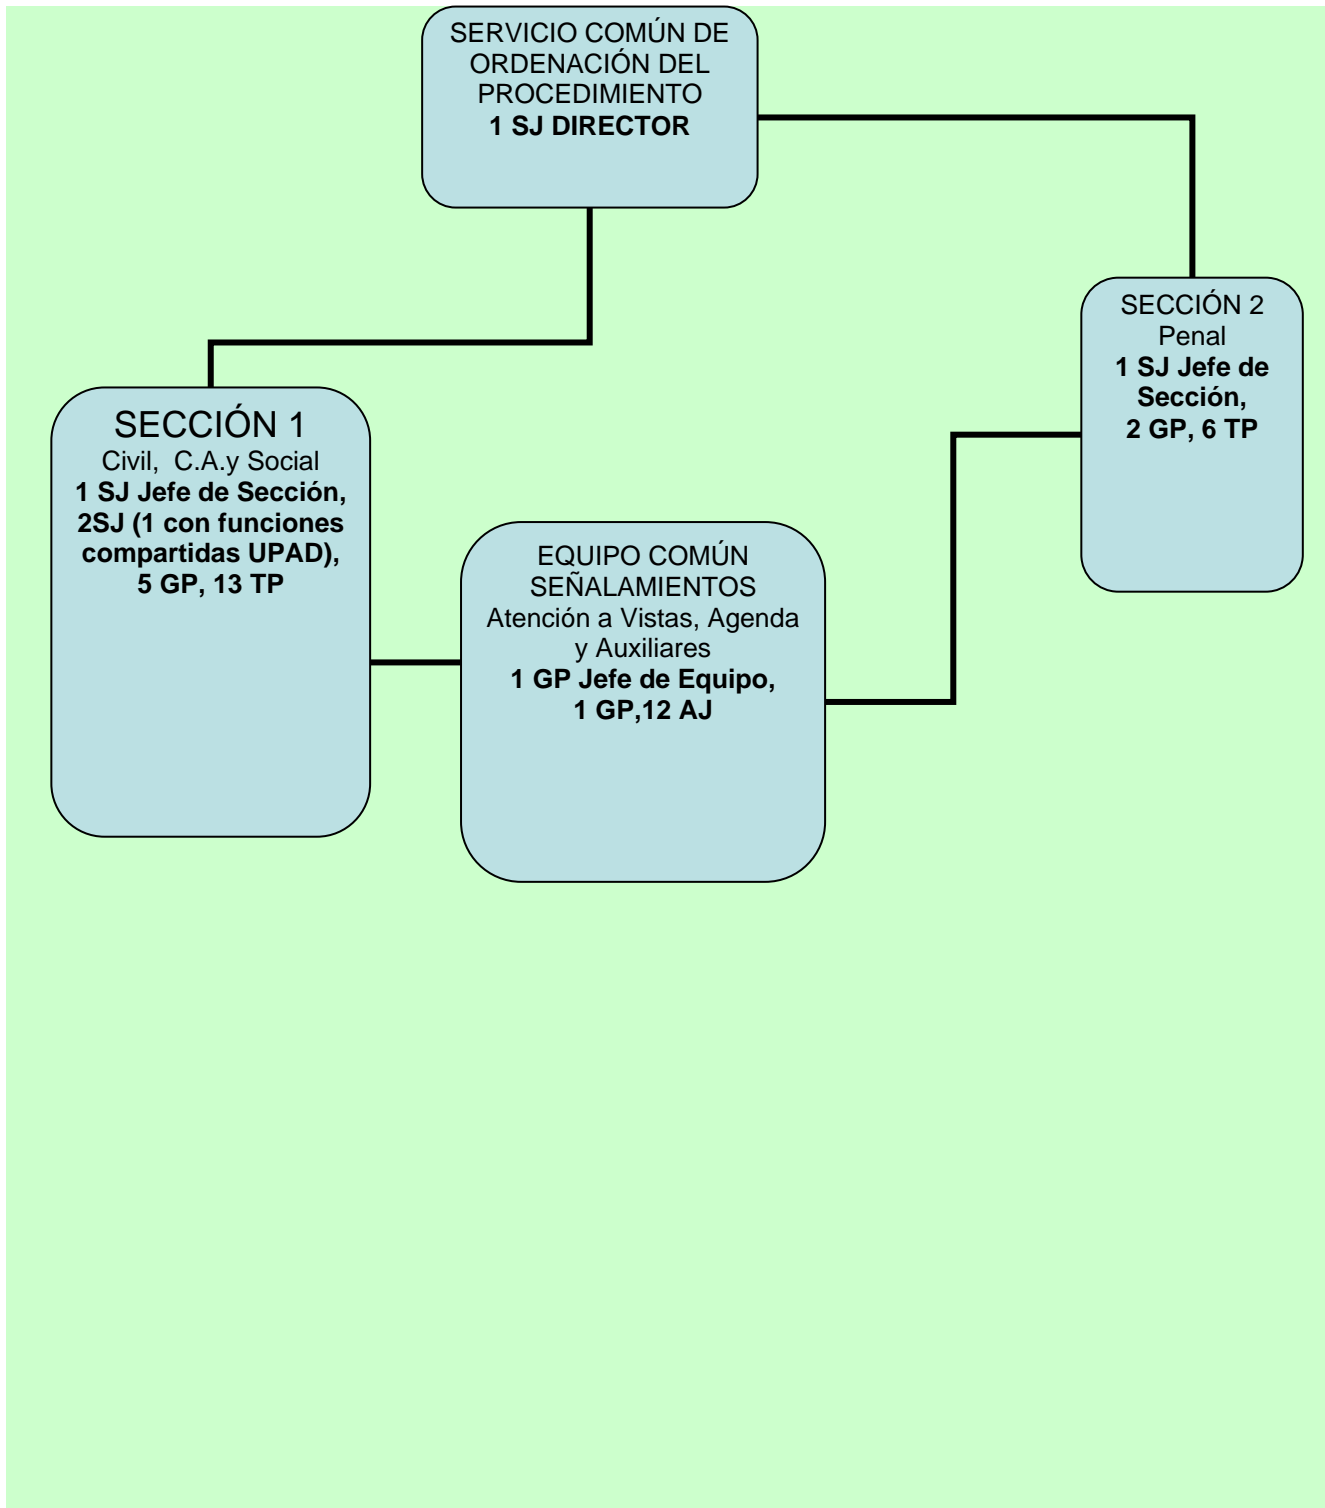 SERVICIO COMÚN DE
ORDENACIÓN DEL
PROCEDIMIENTO
1 SJ DIRECTOR
SECCIÓN 2
Penal
1 SJ Jefe de
Sección,
2 GP, 6 TP
SECCIÓN 1
Civil,  C.A.y Social
1 SJ Jefe de Sección,
2SJ (1 con funciones
compartidas UPAD),
5 GP, 13 TP
EQUIPO COMÚN
SEÑALAMIENTOS
Atención a Vistas, Agenda
y Auxiliares
1 GP Jefe de Equipo,
1 GP,12 AJ